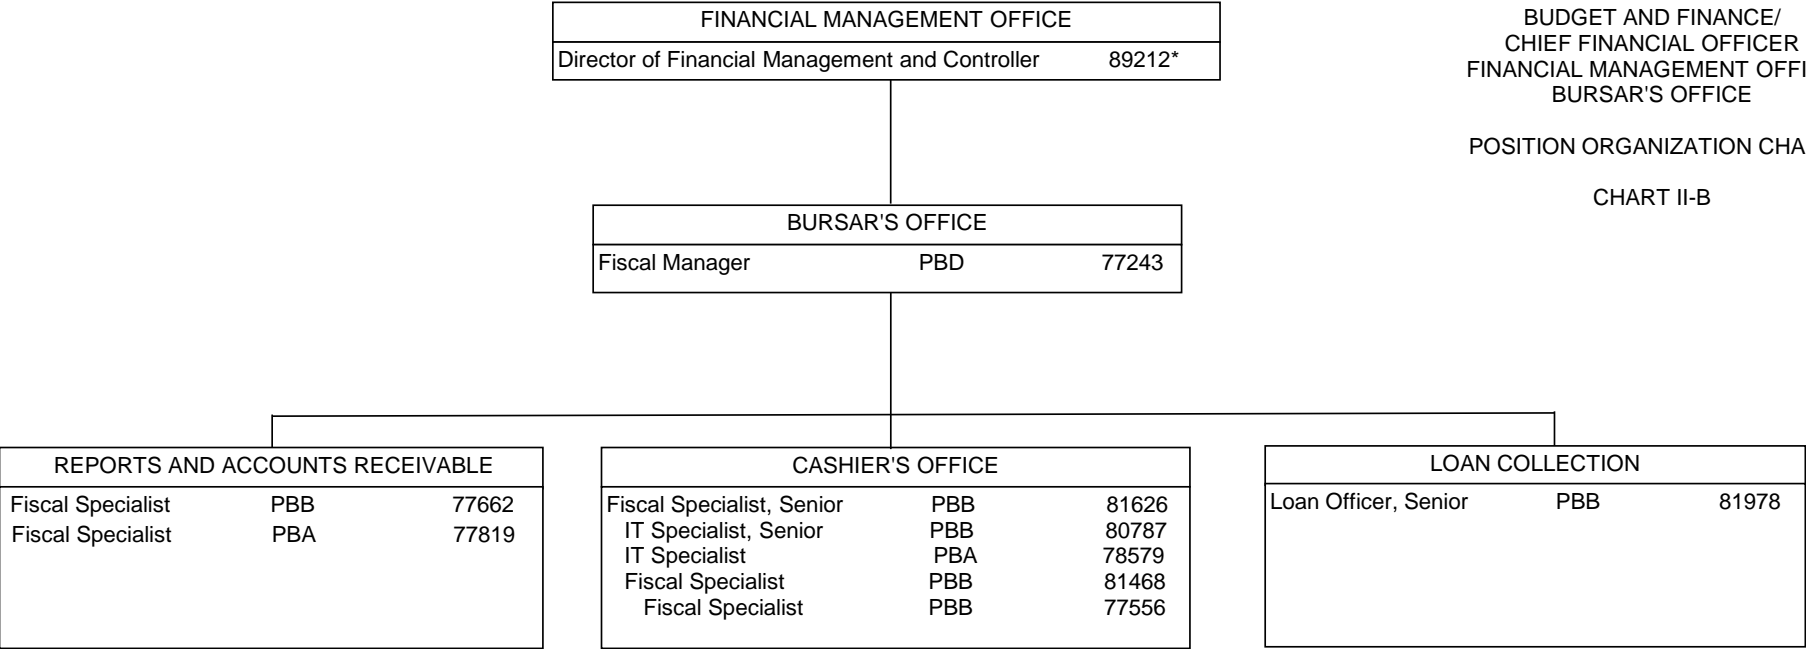 FINANCIAL MANAGEMENT OFFICE
Director of Financial Management and Controller 89212*
BUDGET AND FINANCE/
CHIEF FINANCIAL OFFICER
FINANCIAL MANAGEMENT OFFI
BURSAR'S OFFICE
POSITION ORGANIZATION CHA
CHART II-B
BURSAR'S OFFICE
Fiscal Manager PBD 77243
REPORTS AND ACCOUNTS RECEIVABLE
Fiscal Specialist PBB 77662
Fiscal Specialist PBA 77819
CASHIER'S OFFICE
Fiscal Specialist, Senior PBB 81626
IT Specialist, Senior PBB 80787
IT Specialist PBA 78579
Fiscal Specialist PBB 81468
Fiscal Specialist PBB 77556
LOAN COLLECTION
Loan Officer, Senior PBB 81978